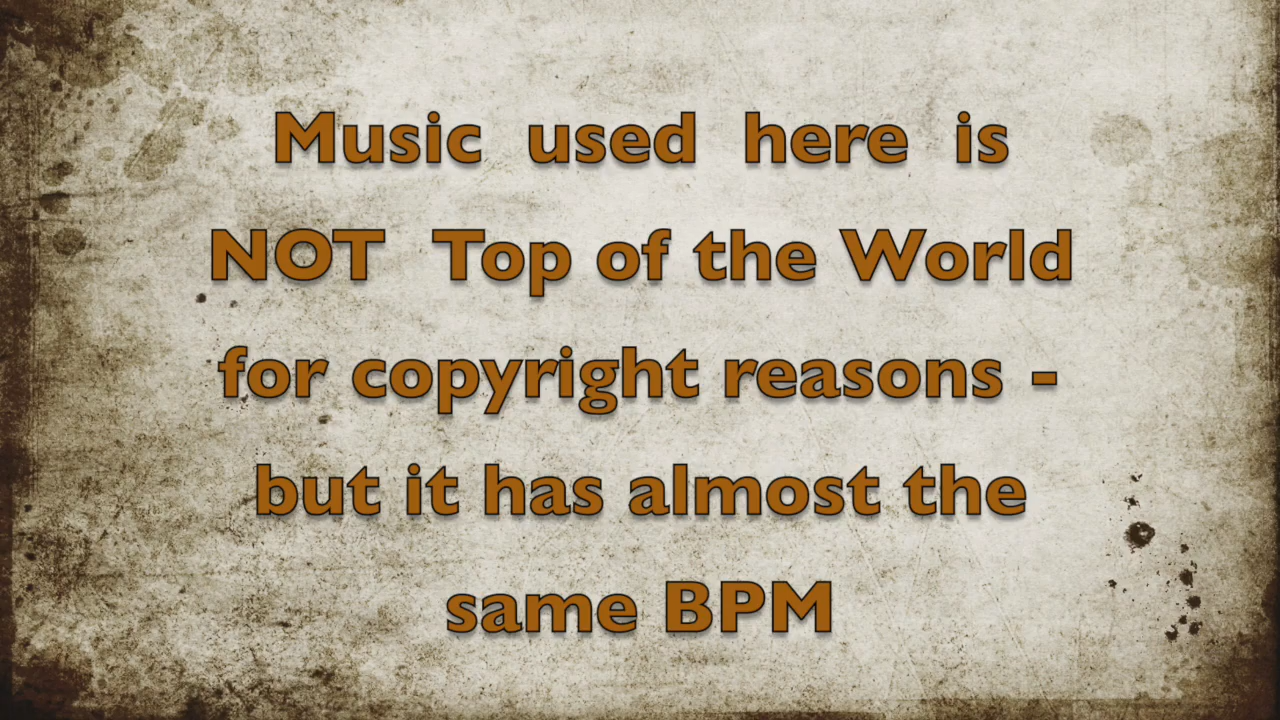 Music used here is
NOT Top of the World
for copyright reasons -
but it has almost the
same BPM